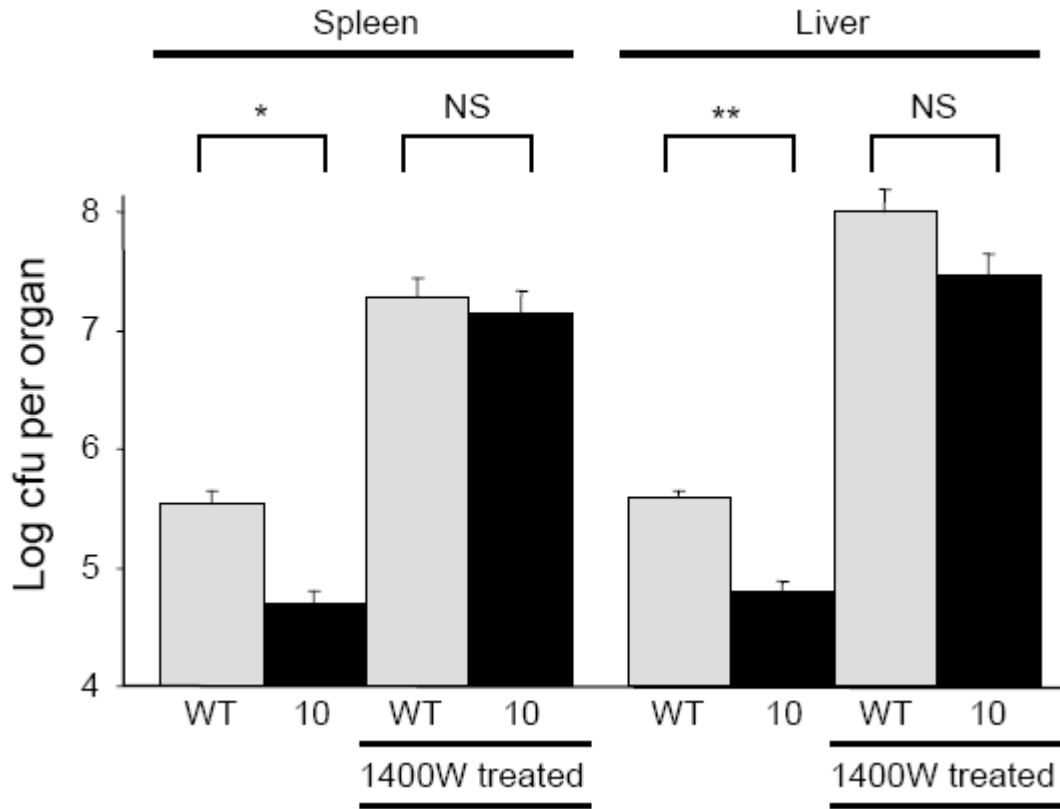 Spleen Liver
* NS ** NS
Log cfu per organ
8
7
6
5
4
WT 10 WT 10 WT 10 WT 10
1400W treated 1400W treated